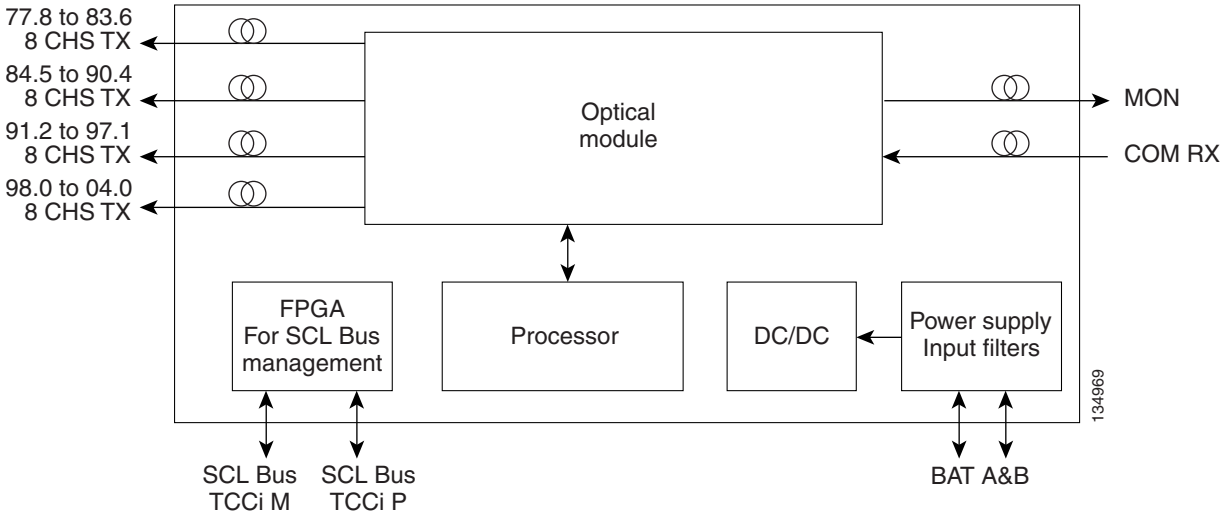 77.8 to 83.6
8 CHS TX
84.5 to 90.4
8 CHS TX
91.2 to 97.1
8 CHS TX
98.0 to 04.0
8 CHS TX
Optical
module
MON
COM RX
FPGA
For SCL Bus
management
Processor
DC/DC
Power supply
Input filters
SCL Bus
TCCi M
SCL Bus
TCCi P
BAT A&B
134969